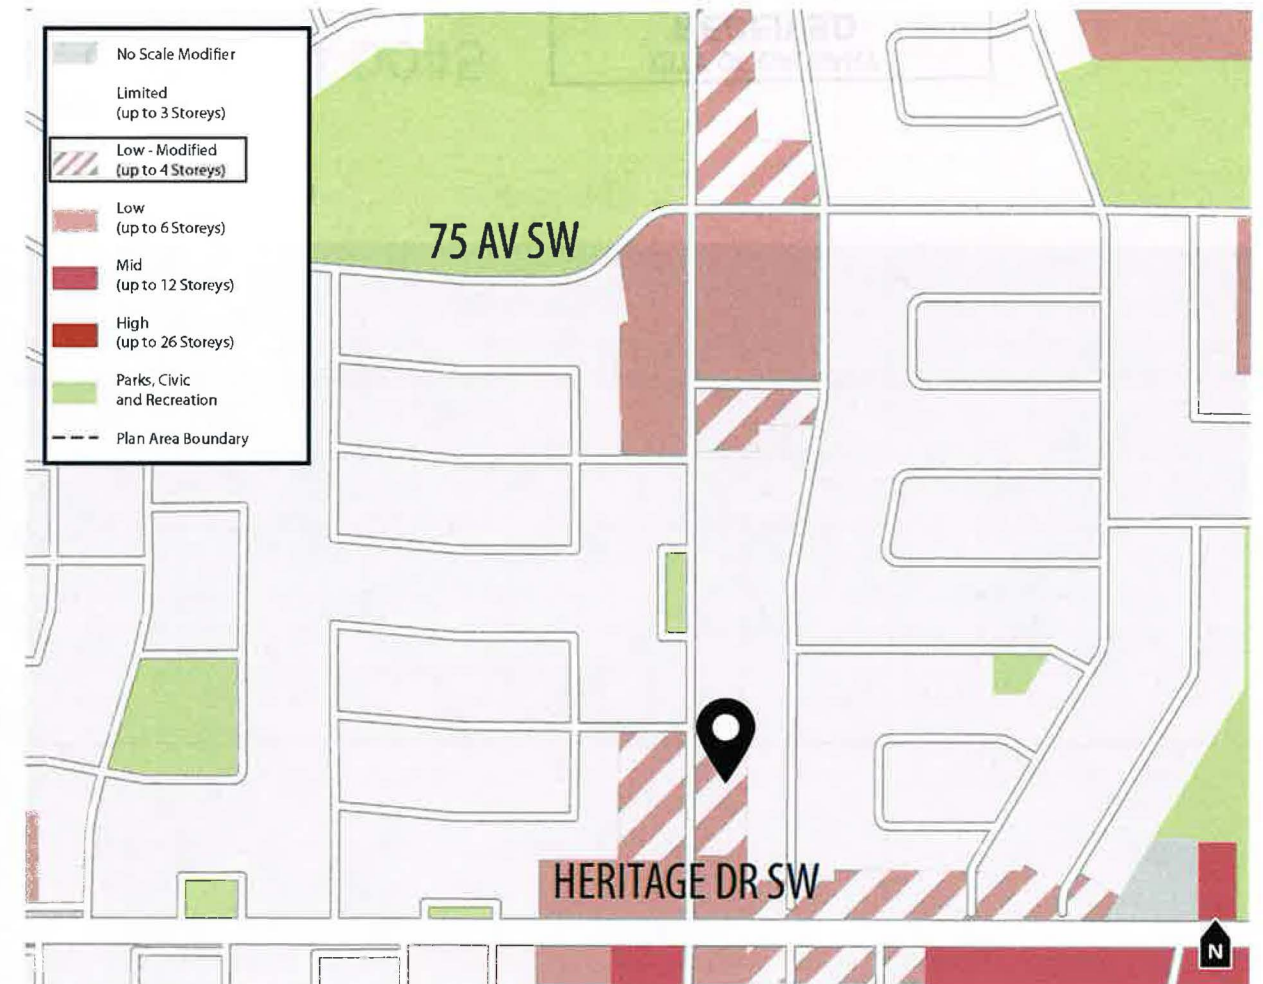 No Scale Modifier
Limited
(up to 3 Storeys)
Low - Modified
(up to 4 Storeys)
Low
(up to 6 Storeys)
Mid
(up to 12 Storeys)
High
(up to 26 Storeys)
Parks, Civic
and Recreation
Plan Area Boundary
75 AV SW
HERITAGE DR SW
N